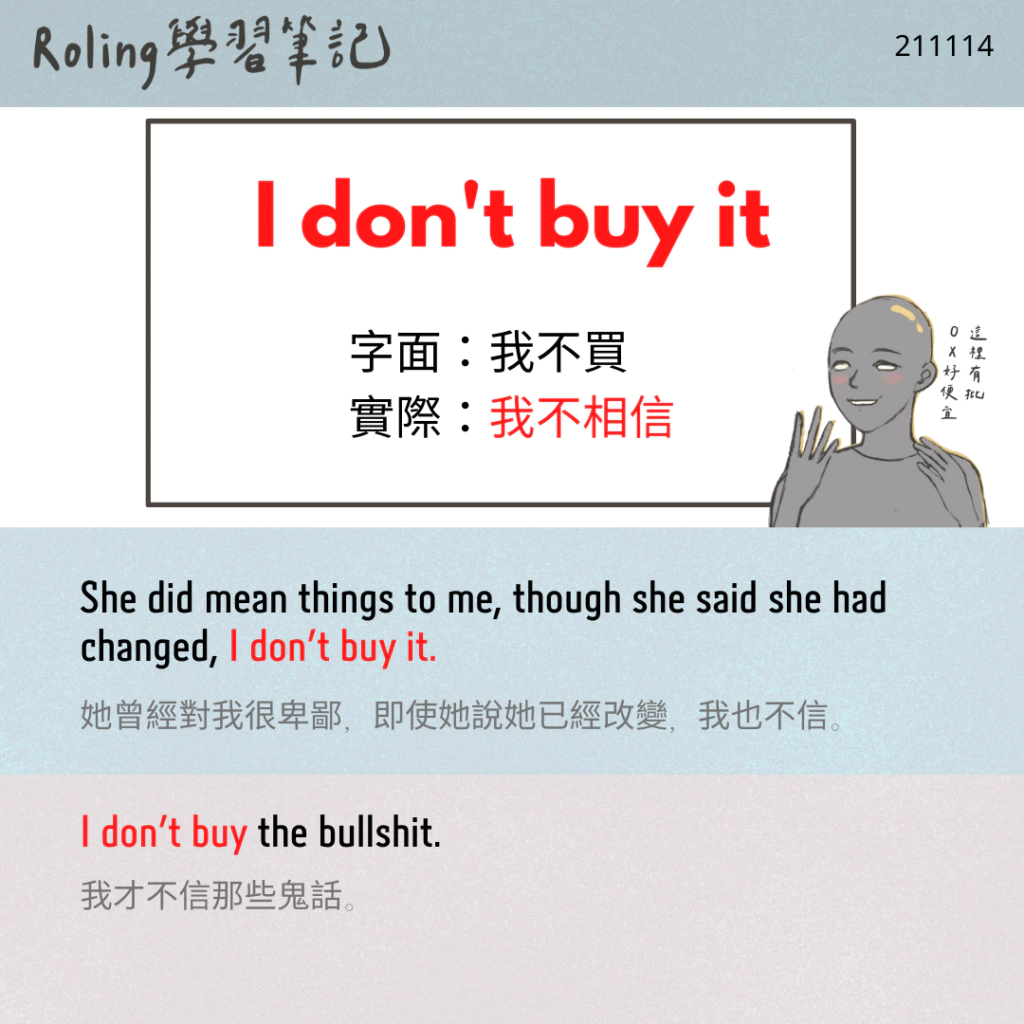 Roling學習筆記
211114
I don't buy it
字面：我不買
實際：我不相信
這裡有批
OX好便宜
She did mean things to me, though she said she had
changed, I don’t buy it.
她曾經對我很卑鄙，即使她說她已經改變，我也不信。
I don’t buy the bullshit.
我才不信那些鬼話。